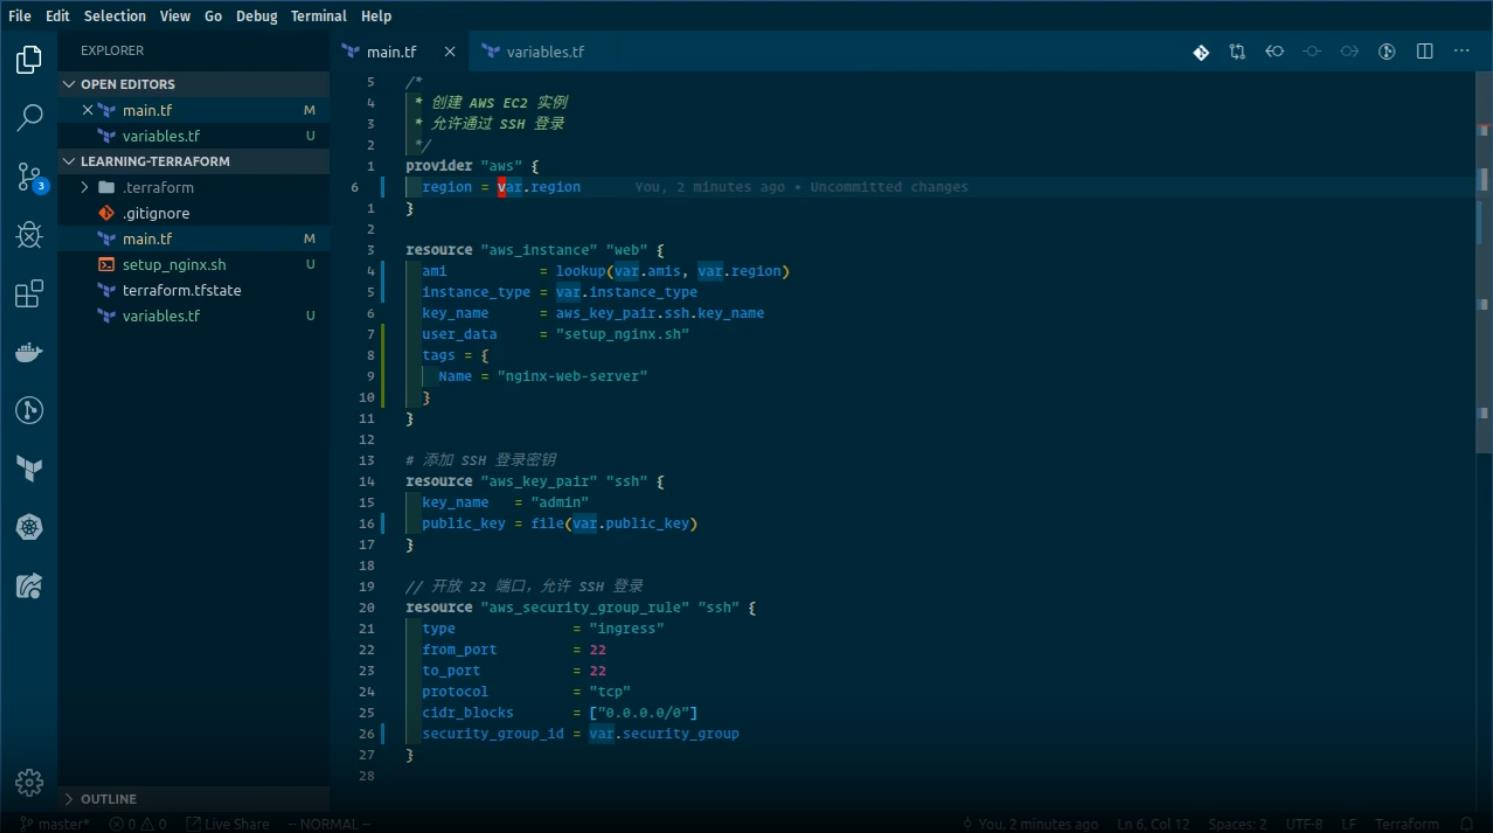 File Edit Selection View Go Debug Terminal Help
EXPLORER
OPEN EDITORS
main.tf M
variables.tf U
LEARNING-TERRAFORM
.terraform
.gitignore
main.tf M
setup_nginx.sh U
terraform.tfstate
variables.tf U
OUTLINE
3
main.tf variables.tf
5 /*
4 * 创建 AWS EC2 实例
3 * 允许通过 SSH 登录
2 */
1 provider "aws" {
6 region = var.region You, 2 minutes ago • Uncommitted changes
1 }
2
3 resource "aws_instance" "web" {
4 ami = lookup(var.amis, var.region)
5 instance_type = var.instance_type
6 key_name = aws_key_pair.ssh.key_name
7 user_data = "setup_nginx.sh"
8 tags = {
9 Name = "nginx-web-server"
10 }
11 }
12
13 # 添加 SSH 登录密钥
14 resource "aws_key_pair" "ssh" {
15 key_name = "admin"
16 public_key = file(var.public_key)
17 }
18
19 // 开放 22 端口，允许 SSH 登录
20 resource "aws_security_group_rule" "ssh" {
21 type = "ingress"
22 from_port = 22
23 to_port = 22
24 protocol = "tcp"
25 cidr_blocks = ["0.0.0.0/0"]
26 security_group_id = var.security_group
27 }
28
master* 0 0 Live Share -- NORMAL -- You, 2 minutes ago Ln 6, Col 12 Spaces: 2 UTF-8 LF Terraform